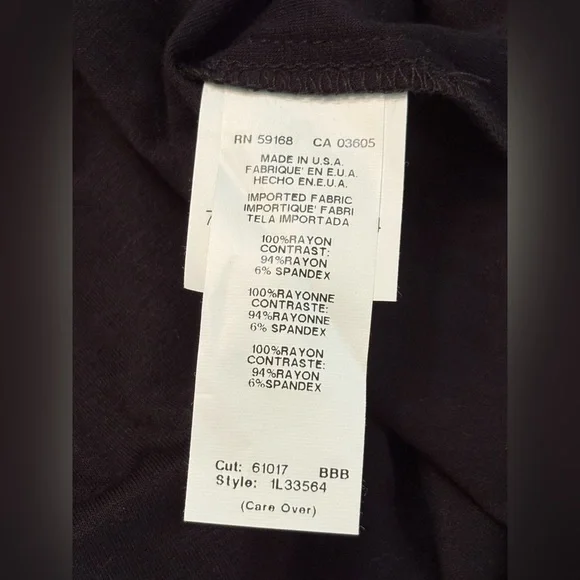 RN 59168 CA 03605
MADE IN U.S.A.
FABRIQUE' EN E.U.A.
HECHO EN.E.U.A.
IMPORTED FABRIC
IMPORTIQUE' FABRI
TELA IMPORTADA
7 4
100%RAYON
CONTRAST:
94%RAYON
6% SPANDEX
100%RAYONNE
CONTRASTE:
94%RAYONNE
6% SPANDEX
100%RAYON
CONTRASTE:
94%RAYON
6%SPANDEX
Cut: 61017 BBB
Style: 1L33564
(Care Over)